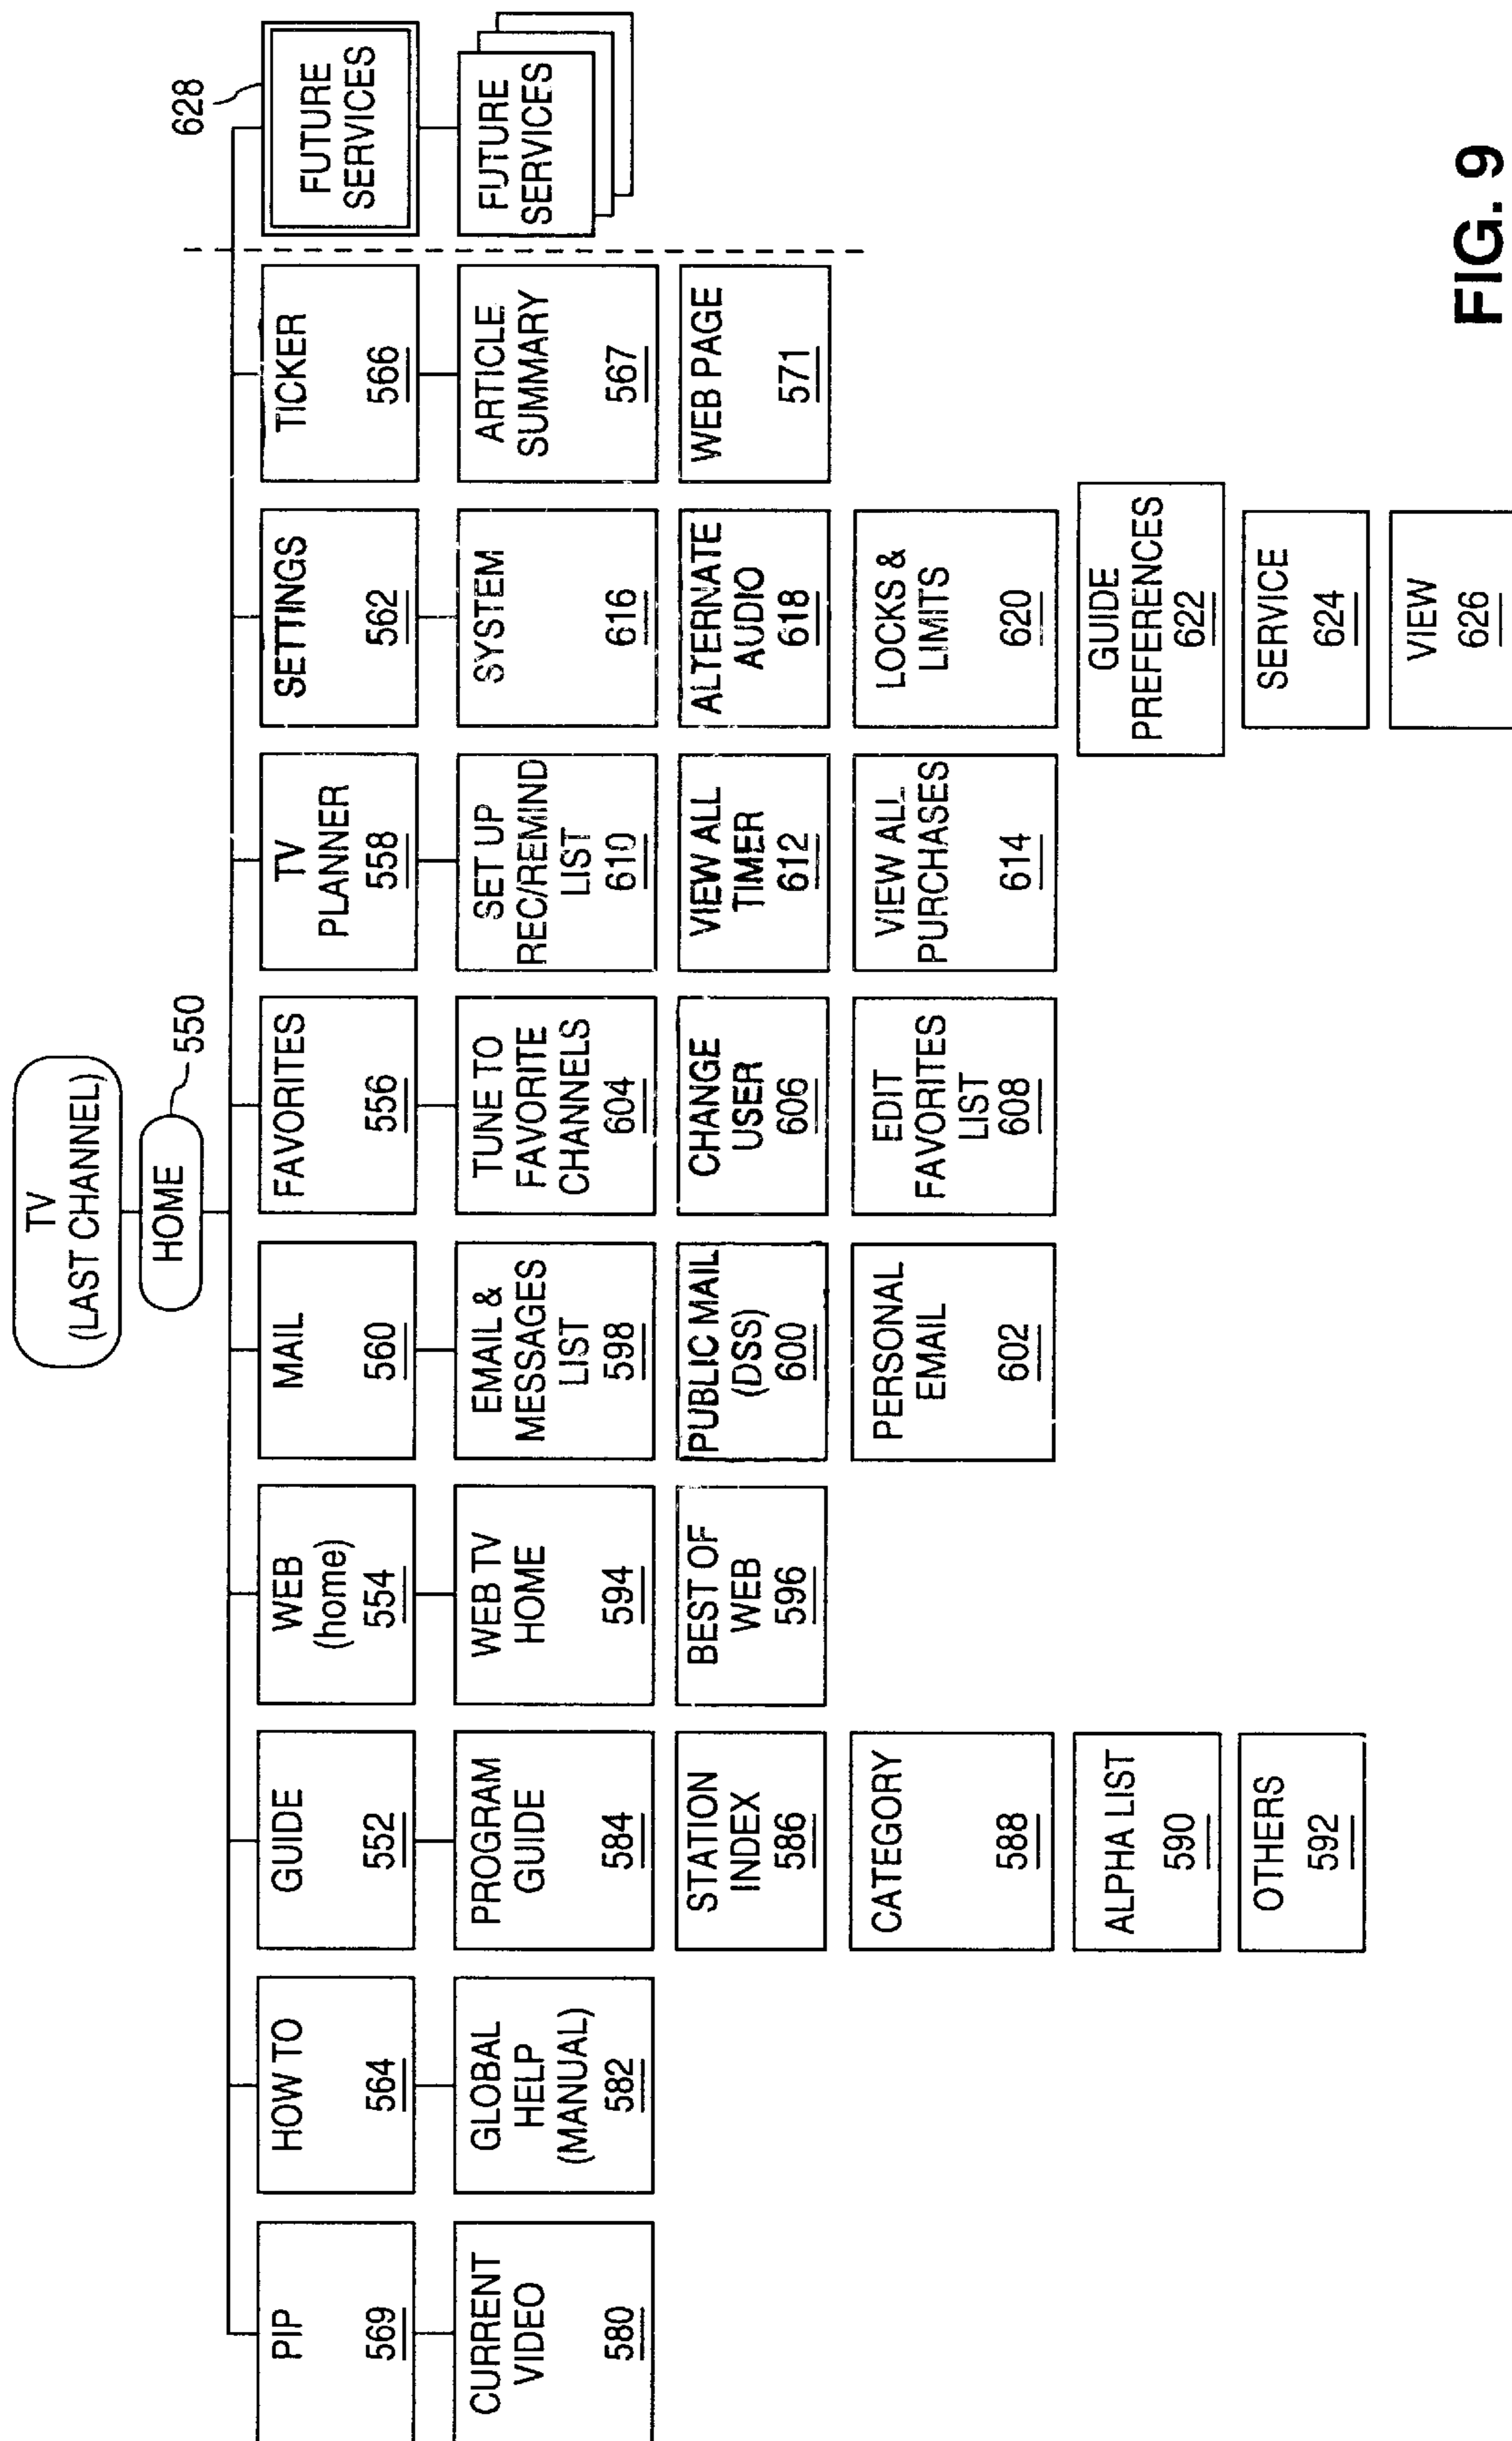 TV
(LAST CHANNEL)
HOME
550
PIP
569
CURRENT
VIDEO
580
HOW TO
564
GLOBAL
HELP
(MANUAL)
582
GUIDE
552
PROGRAM
GUIDE
584
STATION
INDEX
586
CATEGORY
588
ALPHA LIST
590
OTHERS
592
WEB
(home)
554
WEB TV
HOME
594
BEST OF
WEB
596
MAIL
560
EMAIL &
MESSAGES
LIST
598
PUBLIC MAIL
(DSS)
600
PERSONAL
EMAIL
602
FAVORITES
556
TUNE TO
FAVORITE
CHANNELS
604
CHANGE
USER
606
EDIT
FAVORITES
LIST
608
TV
PLANNER
558
SET UP
REC/REMIND
LIST
610
VIEW ALL
TIMER
612
VIEW ALL
PURCHASES
614
SETTINGS
562
SYSTEM
616
ALTERNATE
AUDIO
618
LOCKS &
LIMITS
620
GUIDE
PREFERENCES
622
SERVICE
624
VIEW
626
TICKER
566
ARTICLE
SUMMARY
567
WEB PAGE
571
628
FUTURE
SERVICES
FUTURE
SERVICES
FIG. 9